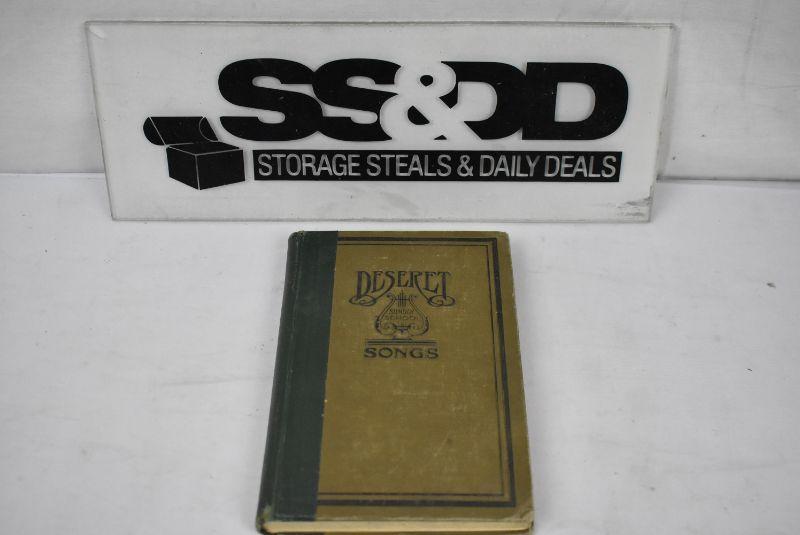 SS&DD
STORAGE STEALS & DAILY DEALS
DESERET
SUNDAY
SCHOOL
SONGS